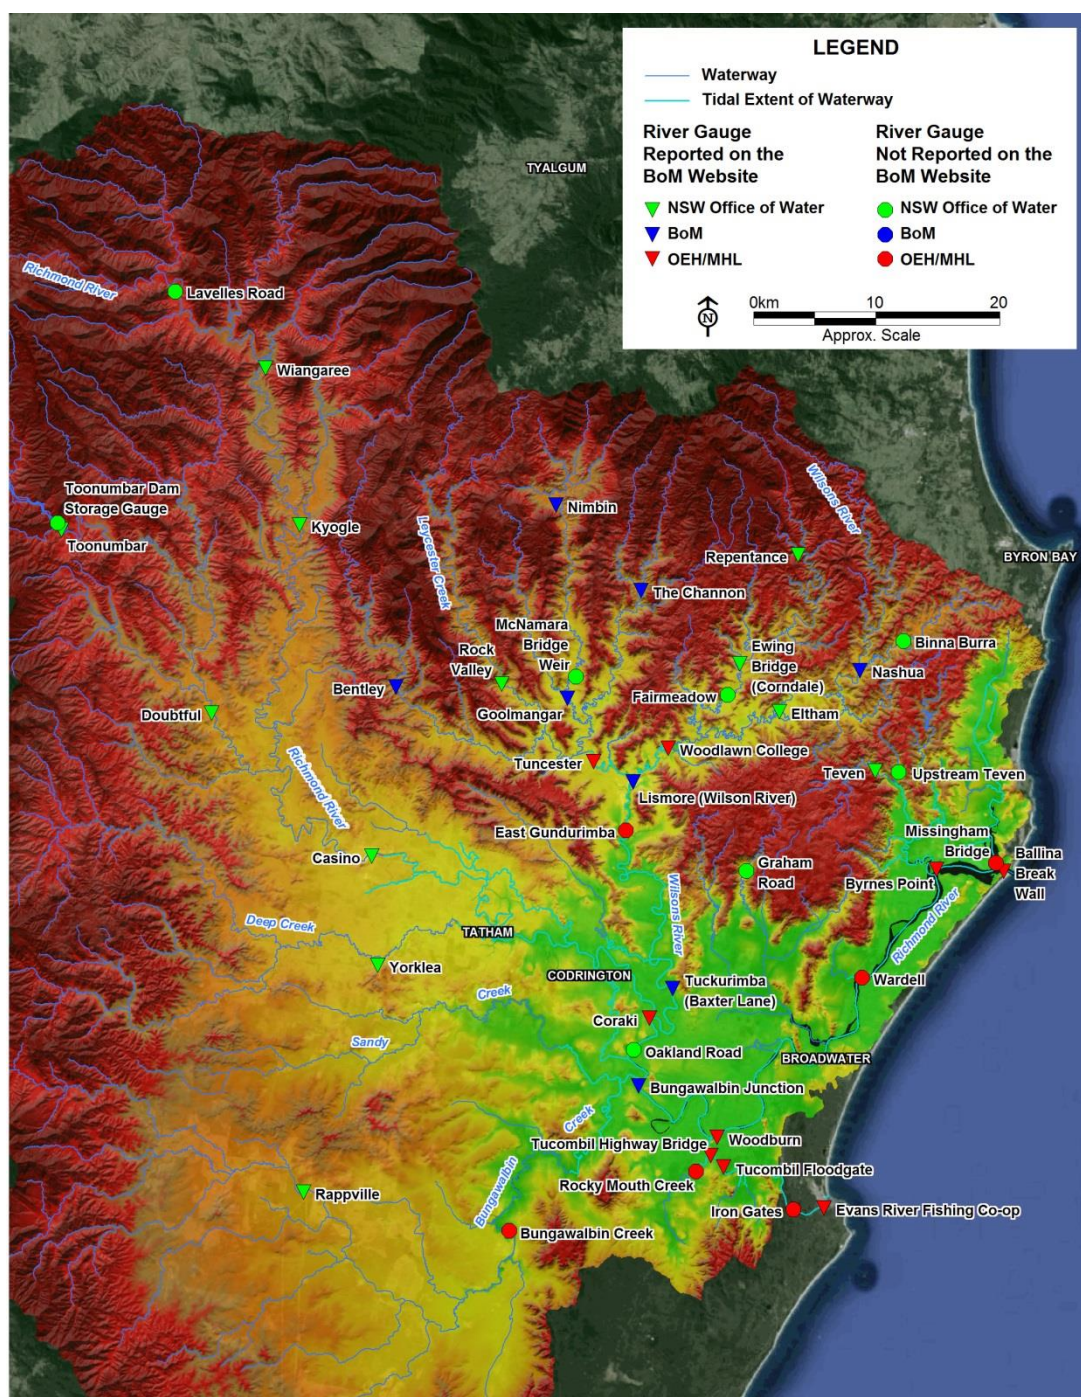 LEGEND
Waterway
Tidal Extent of Waterway
River Gauge
Reported on the
BoM Website
River Gauge
Not Reported on the
BoM Website
NSW Office of Water
BoM
OEH/MHL
NSW Office of Water
BoM
OEH/MHL
N
0km
10
20
Approx. Scale
TYALGUM
Richmond River
Lavelles Road
Wiangaree
Toonumbar Dam
Storage Gauge
Toonumbar
Kyogle
Leycester Creek
Nimbin
Wilsons River
Repentance
BYRON BAY
The Channon
McNamara
Bridge
Weir
Rock
Valley
Ewing
Bridge
(Corndale)
Binna Burra
Nashua
Bentley
Fairmeadow
Goolmangar
Eltham
Doubtful
Richmond River
Tuncester
Woodlawn College
Teven
Upstream Teven
Lismore (Wilson River)
East Gundurimba
Missingham
Bridge
Casino
Graham
Road
Byrnes Point
Ballina
Break
Wall
Deep Creek
TATHAM
Wilsons River
Richmond River
Yorklea
CODRINGTON
Tuckurimba
(Baxter Lane)
Wardell
Creek
Sandy
Coraki
Oakland Road
BROADWATER
Bungawalbin Junction
Creek
Woodburn
Tucombil Highway Bridge
Tucombil Floodgate
Rocky Mouth Creek
Rappville
Bungawalbin
Iron Gates
Evans River Fishing Co-op
Bungawalbin Creek